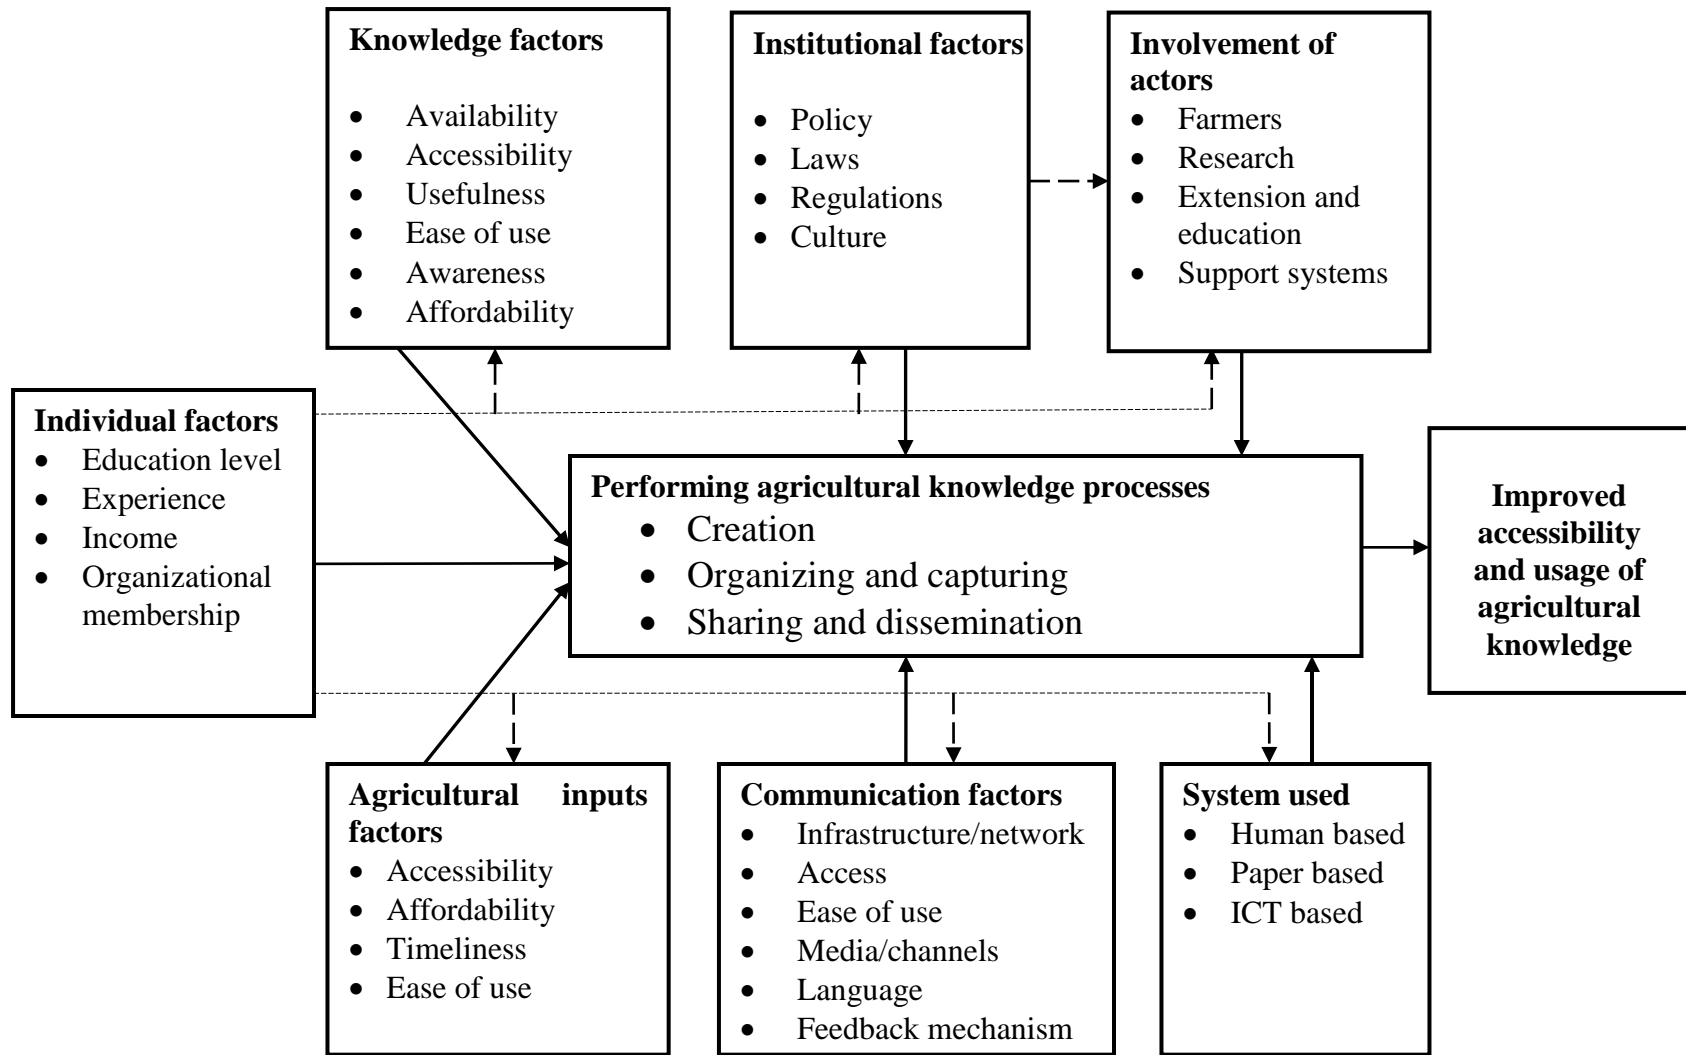 Knowledge factors
• Availability
• Accessibility
• Usefulness
• Ease of use
• Awareness
• Affordability
Institutional factors
• Policy
• Laws
• Regulations
• Culture
Involvement of
actors
• Farmers
• Research
• Extension and
education
• Support systems
Individual factors
• Education level
• Experience
• Income
• Organizational
membership
Performing agricultural knowledge processes
• Creation
• Organizing and capturing
• Sharing and dissemination
Improved
accessibility
and usage of
agricultural
knowledge
Agricultural inputs
factors
• Accessibility
• Affordability
• Timeliness
• Ease of use
Communication factors
• Infrastructure/network
• Access
• Ease of use
• Media/channels
• Language
• Feedback mechanism
System used
• Human based
• Paper based
• ICT based